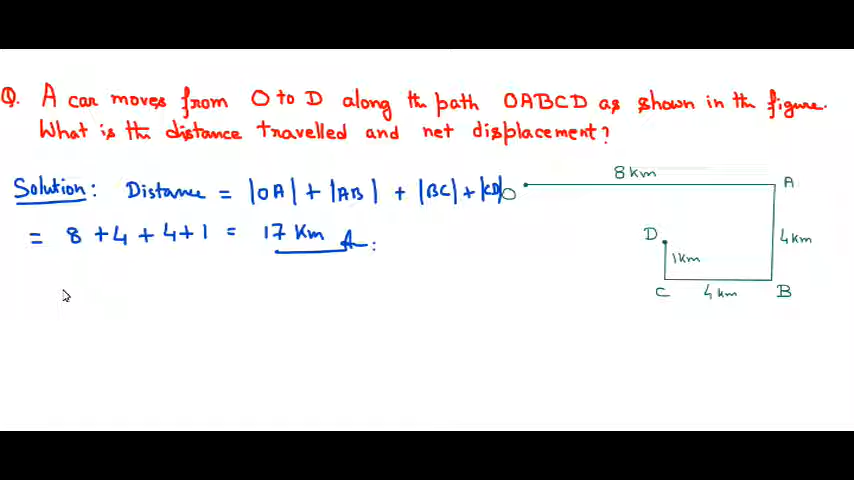 Q. A car moves from O to D along the path OABCD as shown in the figure.
What is the distance travelled and net displacement?
Solution: Distance = |OA| + |AB| + |BC| + |CD|
= 8 + 4 + 4 + 1 = 17 Km A:
O
8 km
A
4 km
D
1 km
C
4 km
B